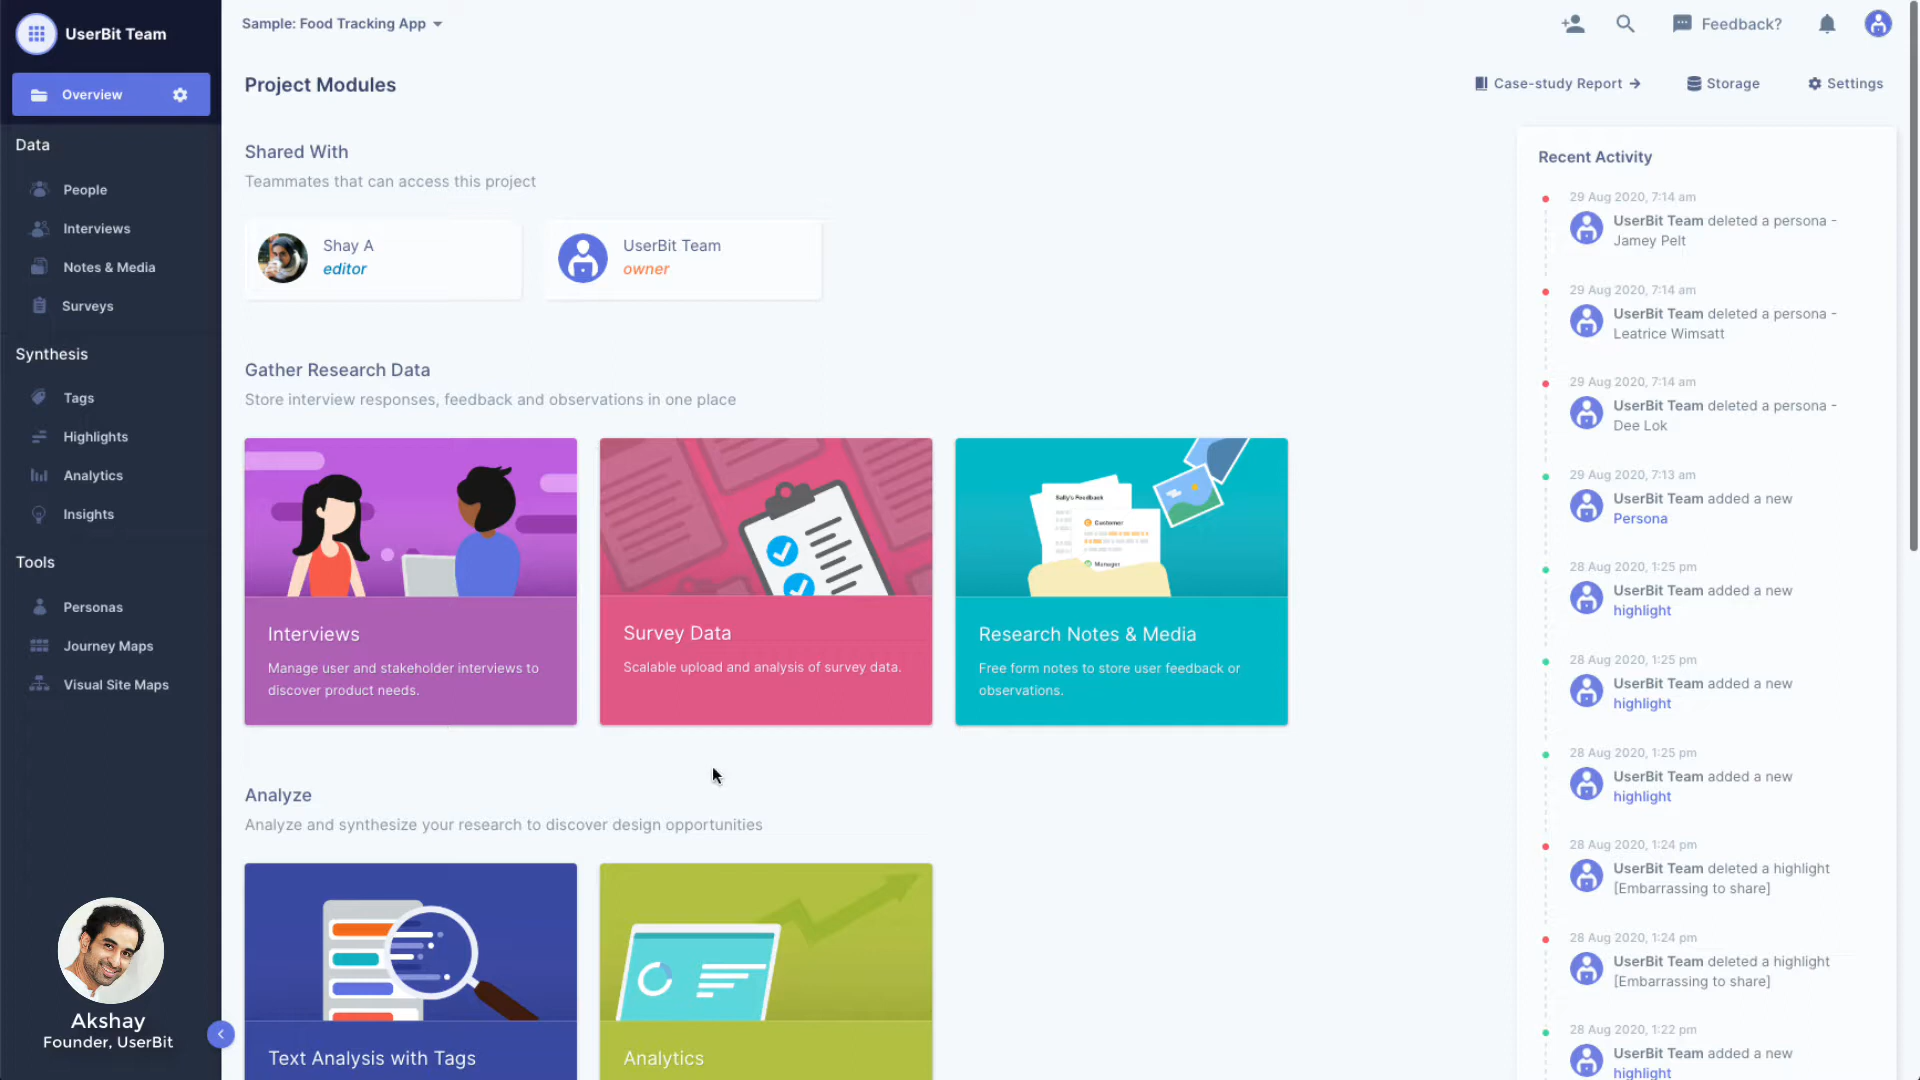 UserBit Team
Overview
Data
People
Interviews
Notes & Media
Surveys
Synthesis
Tags
Highlights
Analytics
Insights
Tools
Personas
Journey Maps
Visual Site Maps
Akshay
Founder, UserBit
Sample: Food Tracking App
Feedback?
Project Modules
Case-study Report
Storage
Settings
Shared With
Teammates that can access this project
Shay A
editor
UserBit Team
owner
Gather Research Data
Store interview responses, feedback and observations in one place
Interviews
Manage user and stakeholder interviews to
discover product needs.
Survey Data
Scalable upload and analysis of survey data.
Sally's Feedback
Customer
Manager
Research Notes & Media
Free form notes to store user feedback or
observations.
Analyze
Analyze and synthesize your research to discover design opportunities
Text Analysis with Tags
Analytics
Recent Activity
29 Aug 2020, 7:14 am
UserBit Team deleted a persona -
Jamey Pelt
29 Aug 2020, 7:14 am
UserBit Team deleted a persona -
Leatrice Wimsatt
29 Aug 2020, 7:14 am
UserBit Team deleted a persona -
Dee Lok
29 Aug 2020, 7:13 am
UserBit Team added a new
Persona
28 Aug 2020, 1:25 pm
UserBit Team added a new
highlight
28 Aug 2020, 1:25 pm
UserBit Team added a new
highlight
28 Aug 2020, 1:25 pm
UserBit Team added a new
highlight
28 Aug 2020, 1:24 pm
UserBit Team deleted a highlight
[Embarrassing to share]
28 Aug 2020, 1:24 pm
UserBit Team deleted a highlight
[Embarrassing to share]
28 Aug 2020, 1:22 pm
UserBit Team added a new
highlight